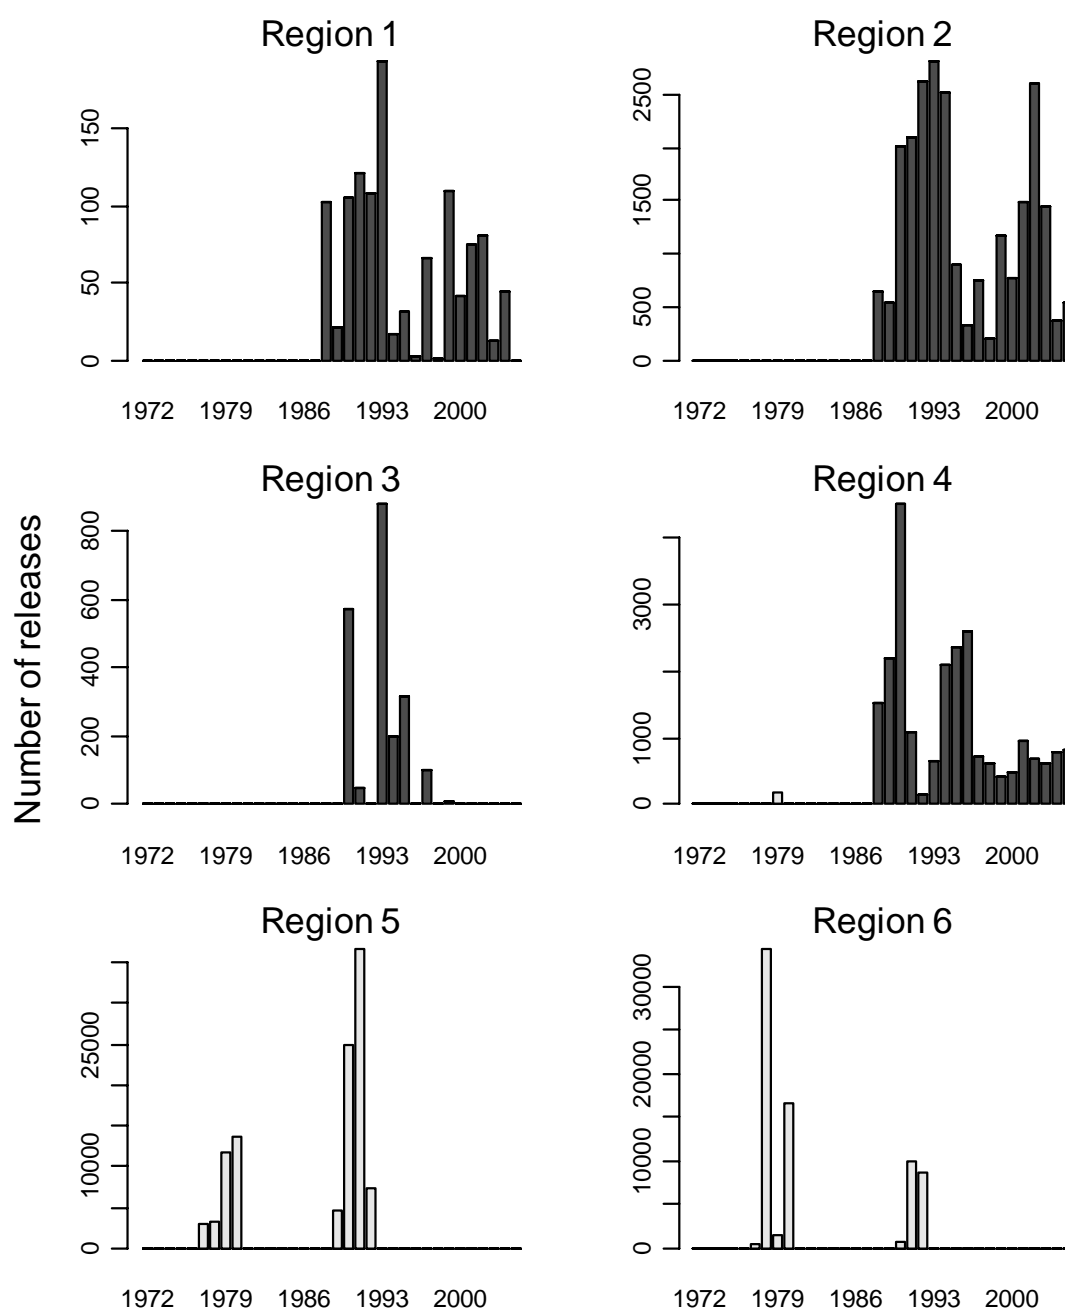 Region 1
Region 2
0 50 100 150
0 500 1500 2500
1972 1979 1986 1993 2000
1972 1979 1986 1993 2000
Number of releases
Region 3
Region 4
0 200 400 600 800
0 1000 3000
1972 1979 1986 1993 2000
1972 1979 1986 1993 2000
Region 5
Region 6
0 10000 25000
0 10000 20000 30000
1972 1979 1986 1993 2000
1972 1979 1986 1993 2000